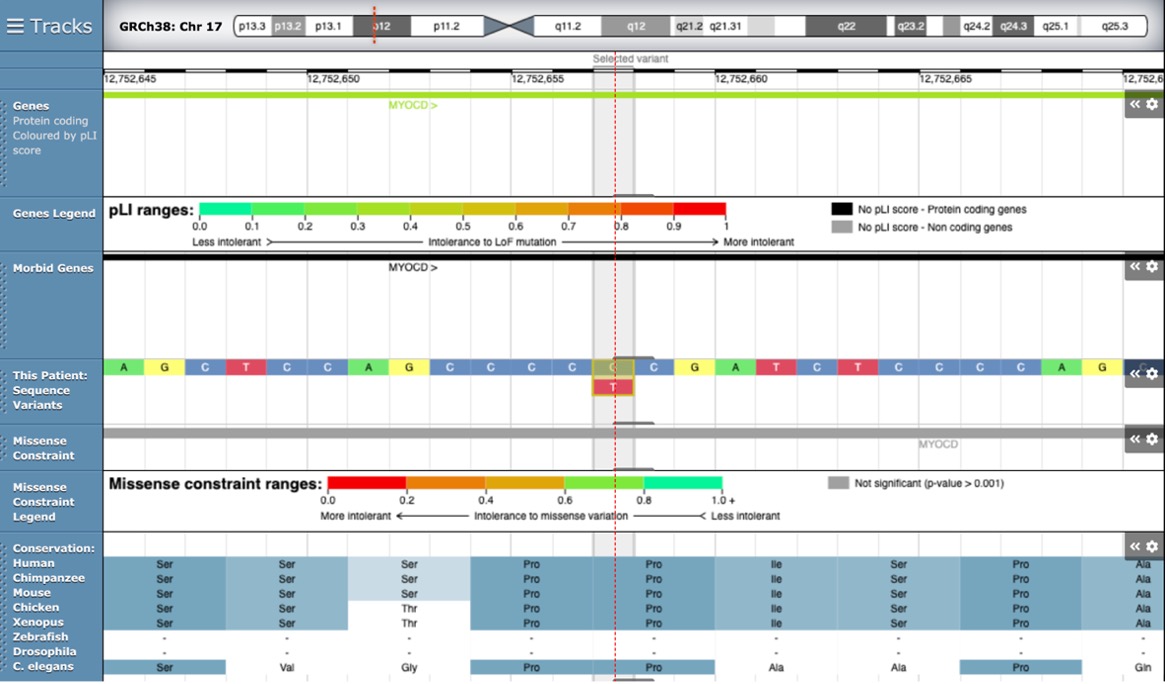 Tracks
GRCh38: Chr 17
p13.3 p13.2 p13.1 p12 p11.2 q11.2 q12 q21.2 q21.31 q22 q23.2 q24.2 q24.3 q25.1 q25.3
Selected variant
12,752,645 12,752,650 12,752,655 12,752,660 12,752,665
Genes
Protein coding
Coloured by pLI
score
MYOCD >
Genes Legend
pLI ranges:
0.0 0.1 0.2 0.3 0.4 0.5 0.6 0.7 0.8 0.9 1
Less intolerant > Intolerance to LoF mutation > More intolerant
No pLI score - Protein coding genes
No pLI score - Non coding genes
Morbid Genes
MYOCD >
This Patient:
Sequence
Variants
A G C T C C A G C C C C C G A T C T C C C C A G C
T
Missense
Constraint
MYOCD
Missense
Constraint
Legend
Missense constraint ranges:
0.0 0.2 0.4 0.6 0.8 1.0 +
More intolerant < Intolerance to missense variation < Less intolerant
Not significant (p-value > 0.001)
Conservation:
Human Ser Ser Ser Pro Pro Ile Ser Pro Ala
Chimpanzee Ser Ser Ser Pro Pro Ile Ser Pro Ala
Mouse Ser Ser Ser Pro Pro Ile Ser Pro Ala
Chicken Ser Ser Thr Pro Pro Ile Ser Pro Ala
Xenopus Ser Ser Thr Pro Pro Ile Ser Pro Ala
Zebrafish - - - - - - - - -
Drosophila - - - - - - - - -
C. elegans Ser Val Gly Pro Pro Ala Ala Pro Gln